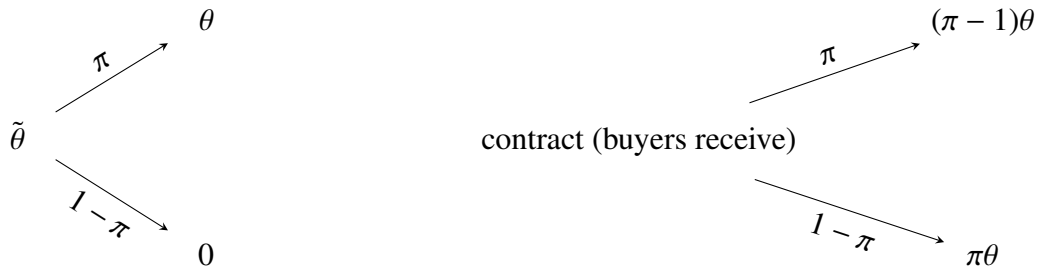 θ
(π − 1)θ
π
π
θ̃
contract (buyers receive)
1 − π
1 − π
0
πθ